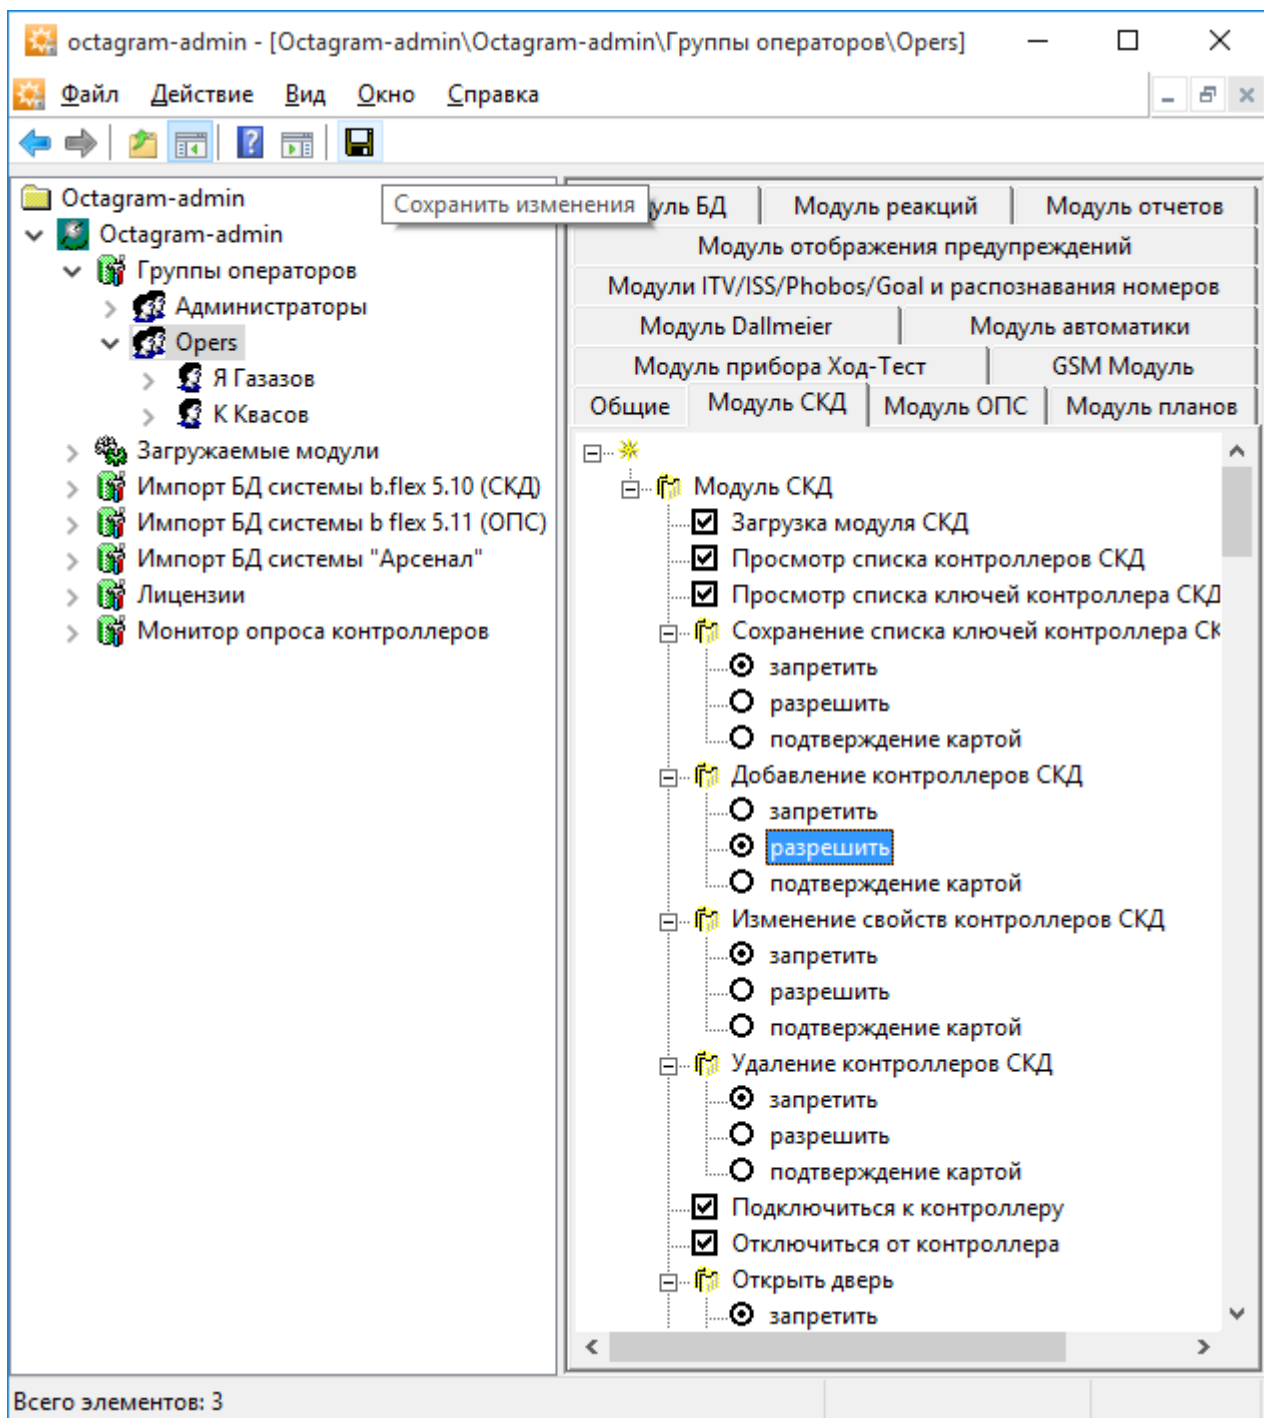 octagram-admin - [Octagram-admin\Octagram-admin\Группы операторов\Opers]
Файл Действие Вид Окно Справка
Сохранить изменения
Octagram-admin
Octagram-admin
Группы операторов
Администраторы
Opers
Я Газазов
К Квасов
Загружаемые модули
Импорт БД системы b.flex 5.10 (СКД)
Импорт БД системы b flex 5.11 (ОПС)
Импорт БД системы "Арсенал"
Лицензии
Монитор опроса контроллеров
уль БД Модуль реакций Модуль отчетов
Модуль отображения предупреждений
Модули ITV/ISS/Phobos/Goal и распознавания номеров
Модуль Dallmeier Модуль автоматики
Модуль прибора Ход-Тест GSM Модуль
Общие Модуль СКД Модуль ОПС Модуль планов
Модуль СКД
Загрузка модуля СКД
Просмотр списка контроллеров СКД
Просмотр списка ключей контроллера СКД
Сохранение списка ключей контроллера СК
запретить
разрешить
подтверждение картой
Добавление контроллеров СКД
запретить
разрешить
подтверждение картой
Изменение свойств контроллеров СКД
запретить
разрешить
подтверждение картой
Удаление контроллеров СКД
запретить
разрешить
подтверждение картой
Подключиться к контроллеру
Отключиться от контроллера
Открыть дверь
запретить
Всего элементов: 3